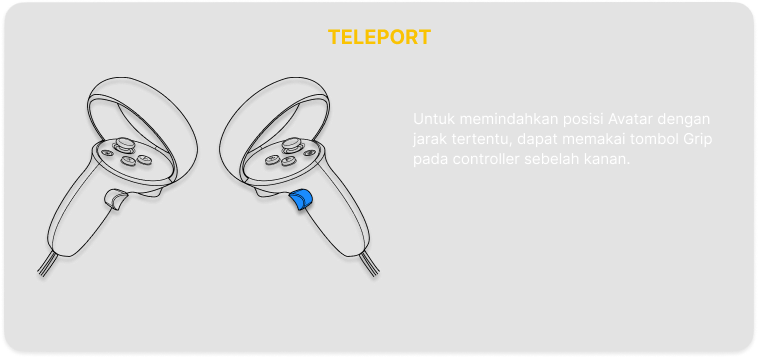 TELEPORT
Untuk memindahkan posisi Avatar dengan
jarak tertentu, dapat memakai tombol Grip
pada controller sebelah kanan.